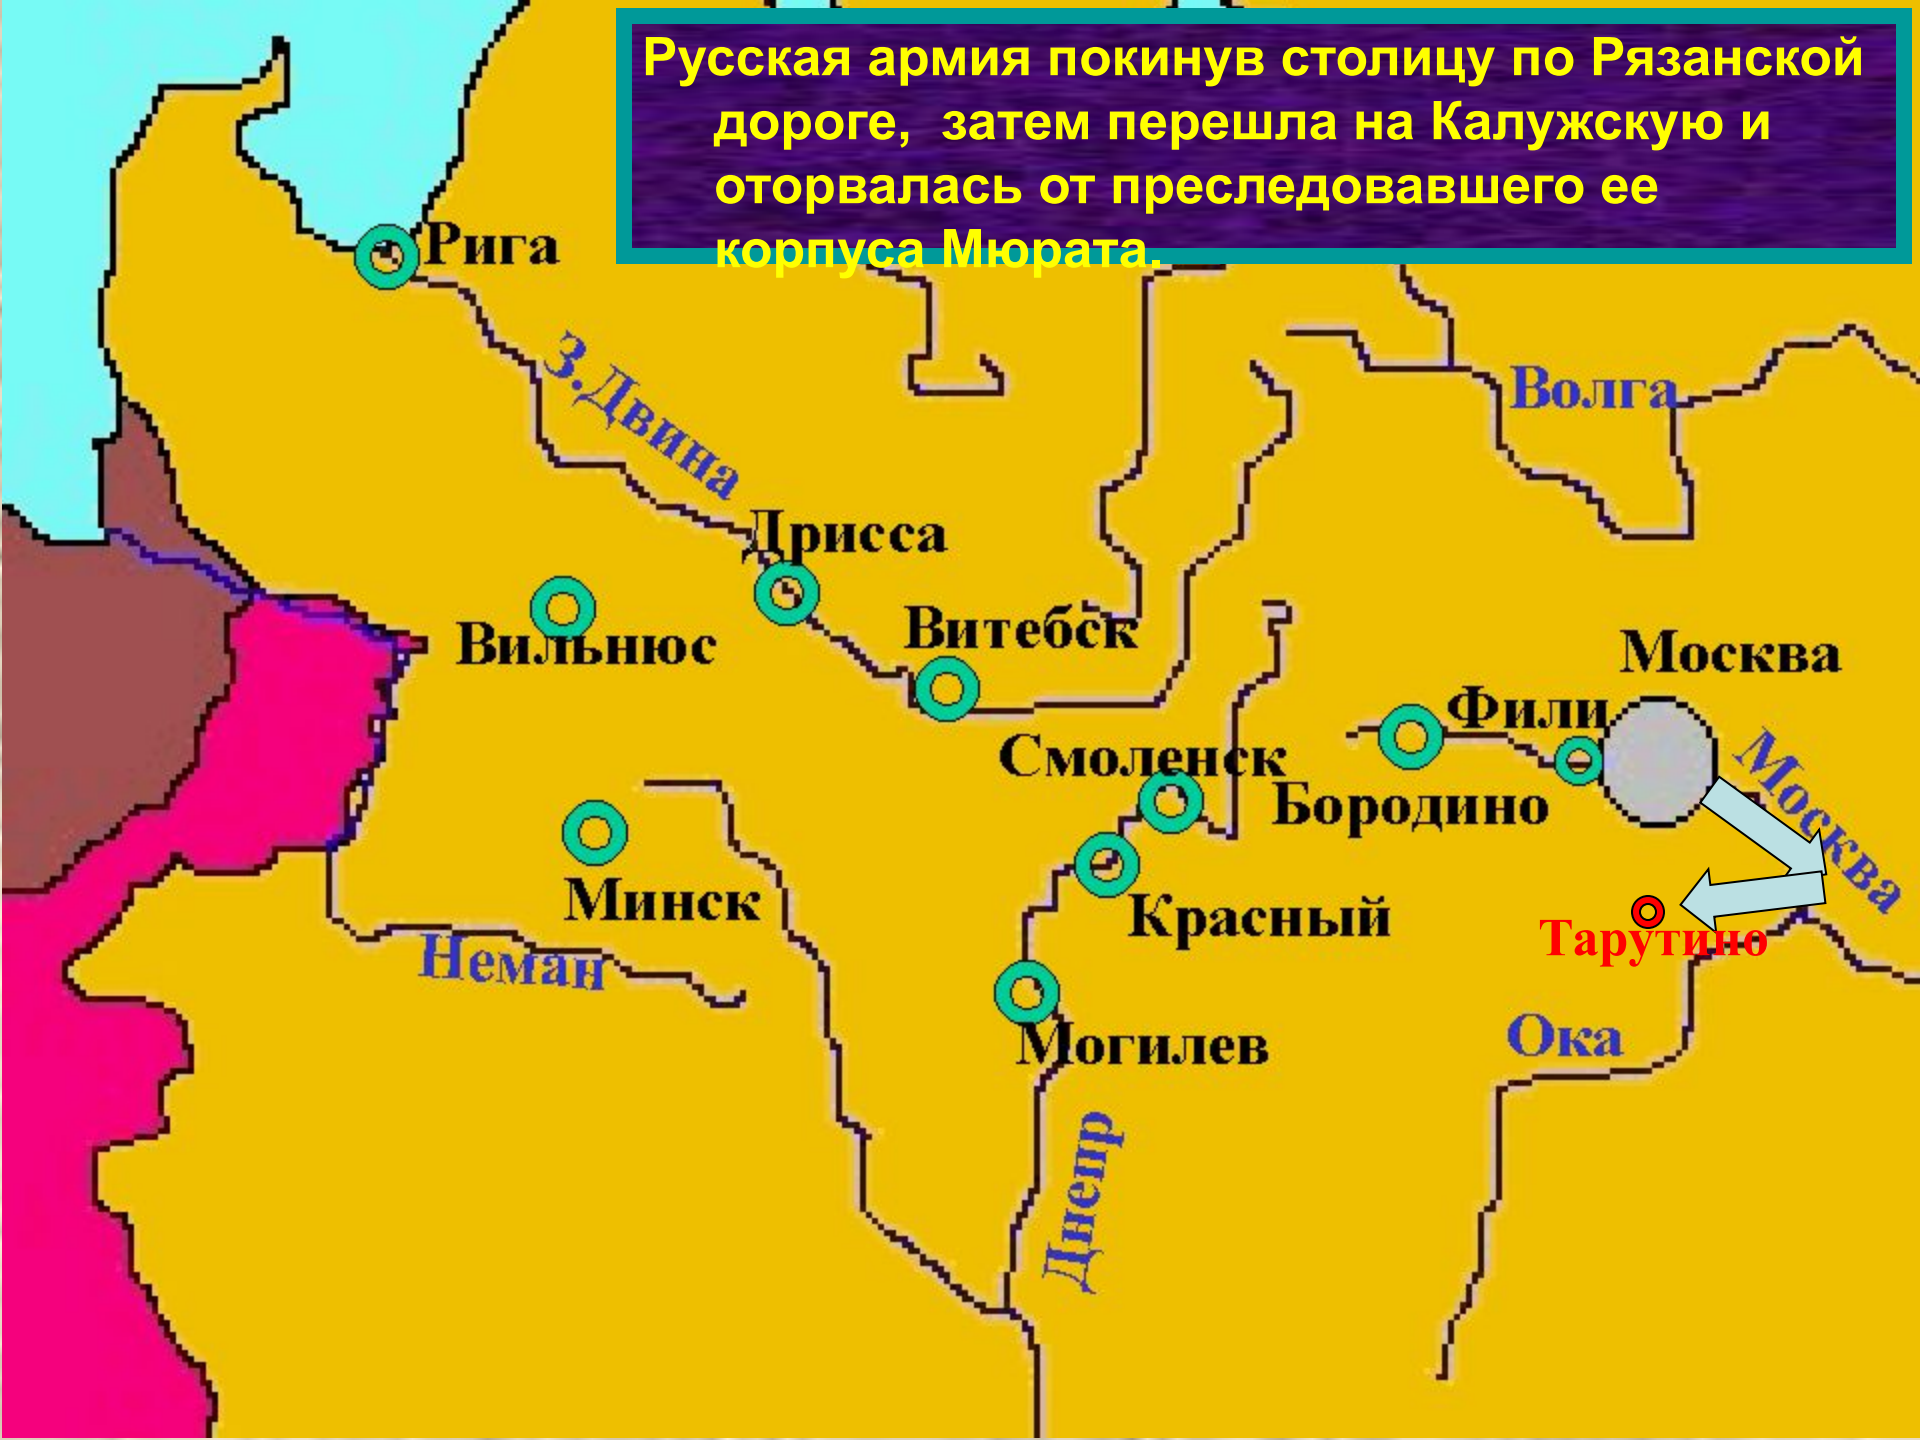 Русская армия покинув столицу по Рязанской
дороге, затем перешла на Калужскую и
оторвалась от преследовавшего ее
корпуса Мюрата.
Рига
З.Двина
Волга
Дрисса
Вильнюс
Витебск
Москва
Фили
Смоленск
Бородино
Москва
Минск
Красный
Тарутино
Неман
Могилев
Ока
Днепр